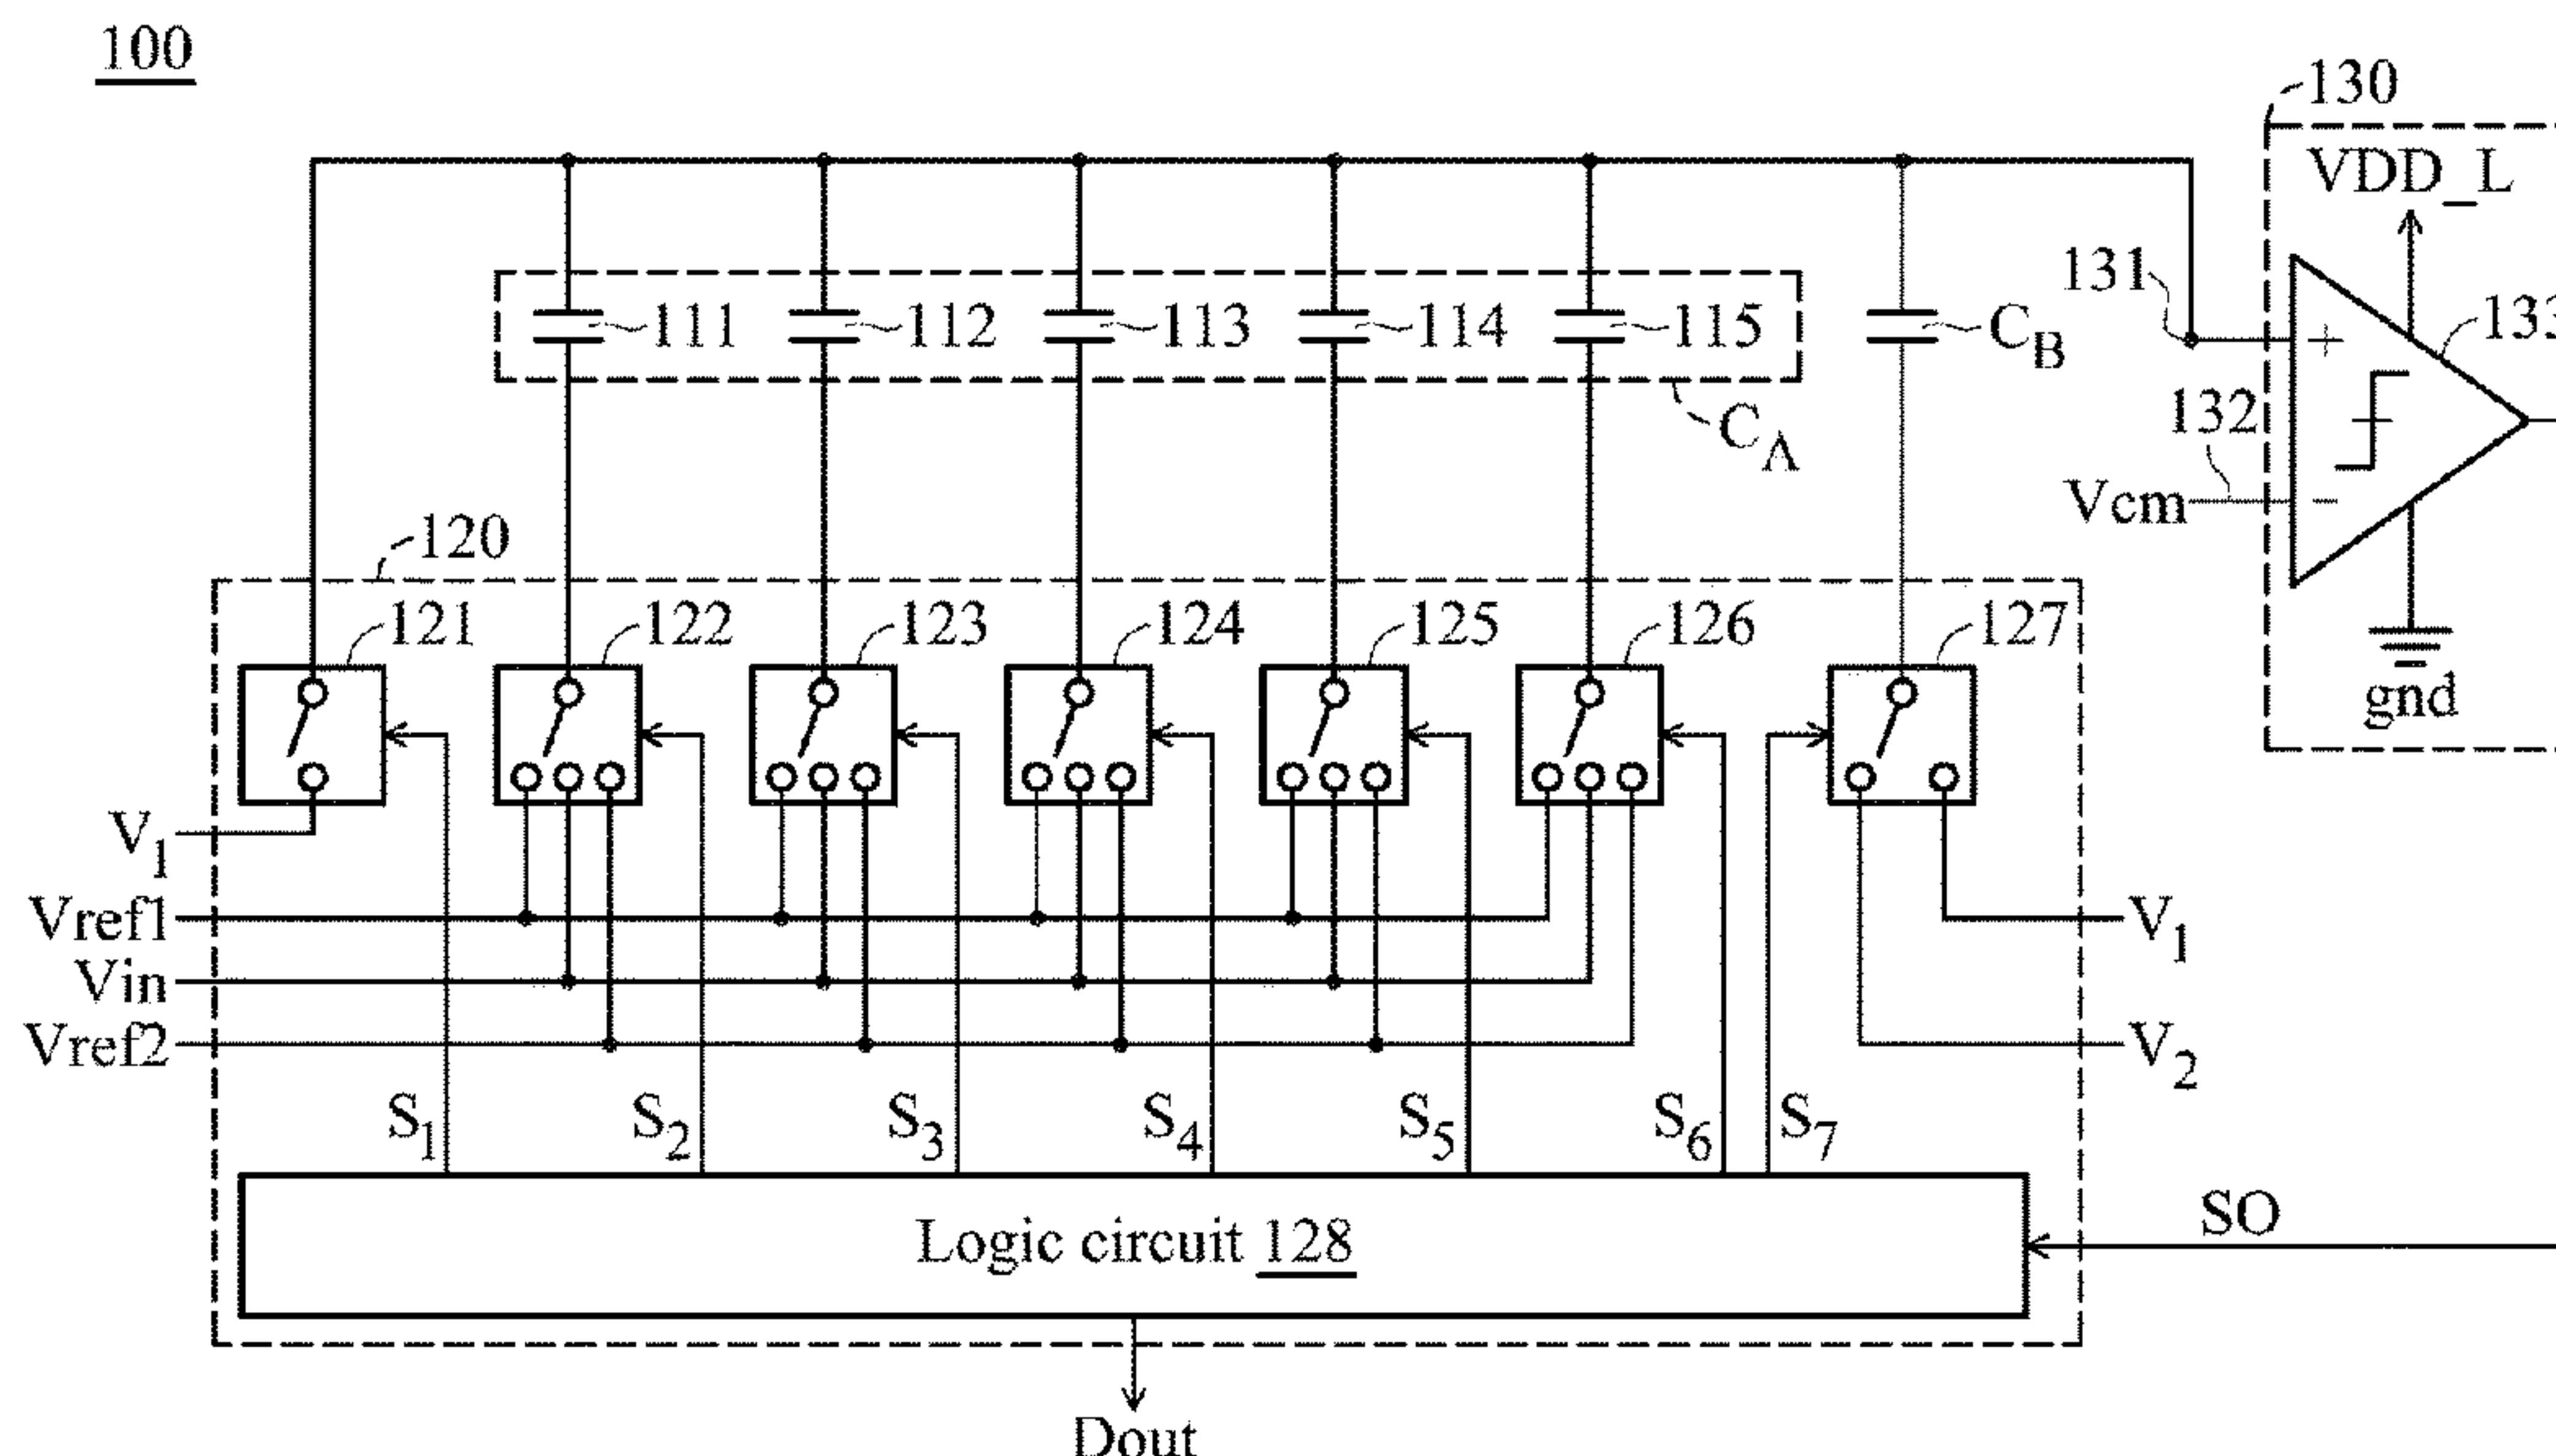 100
130
VDD_L
131
111
112
113
114
115
C_B
133
+
C_A
132
Vcm
−
120
121
122
123
124
125
126
127
gnd
V_1
Vref1
V_1
Vin
Vref2
V_2
S_1
S_2
S_3
S_4
S_5
S_6
S_7
SO
Logic circuit 128
Dout